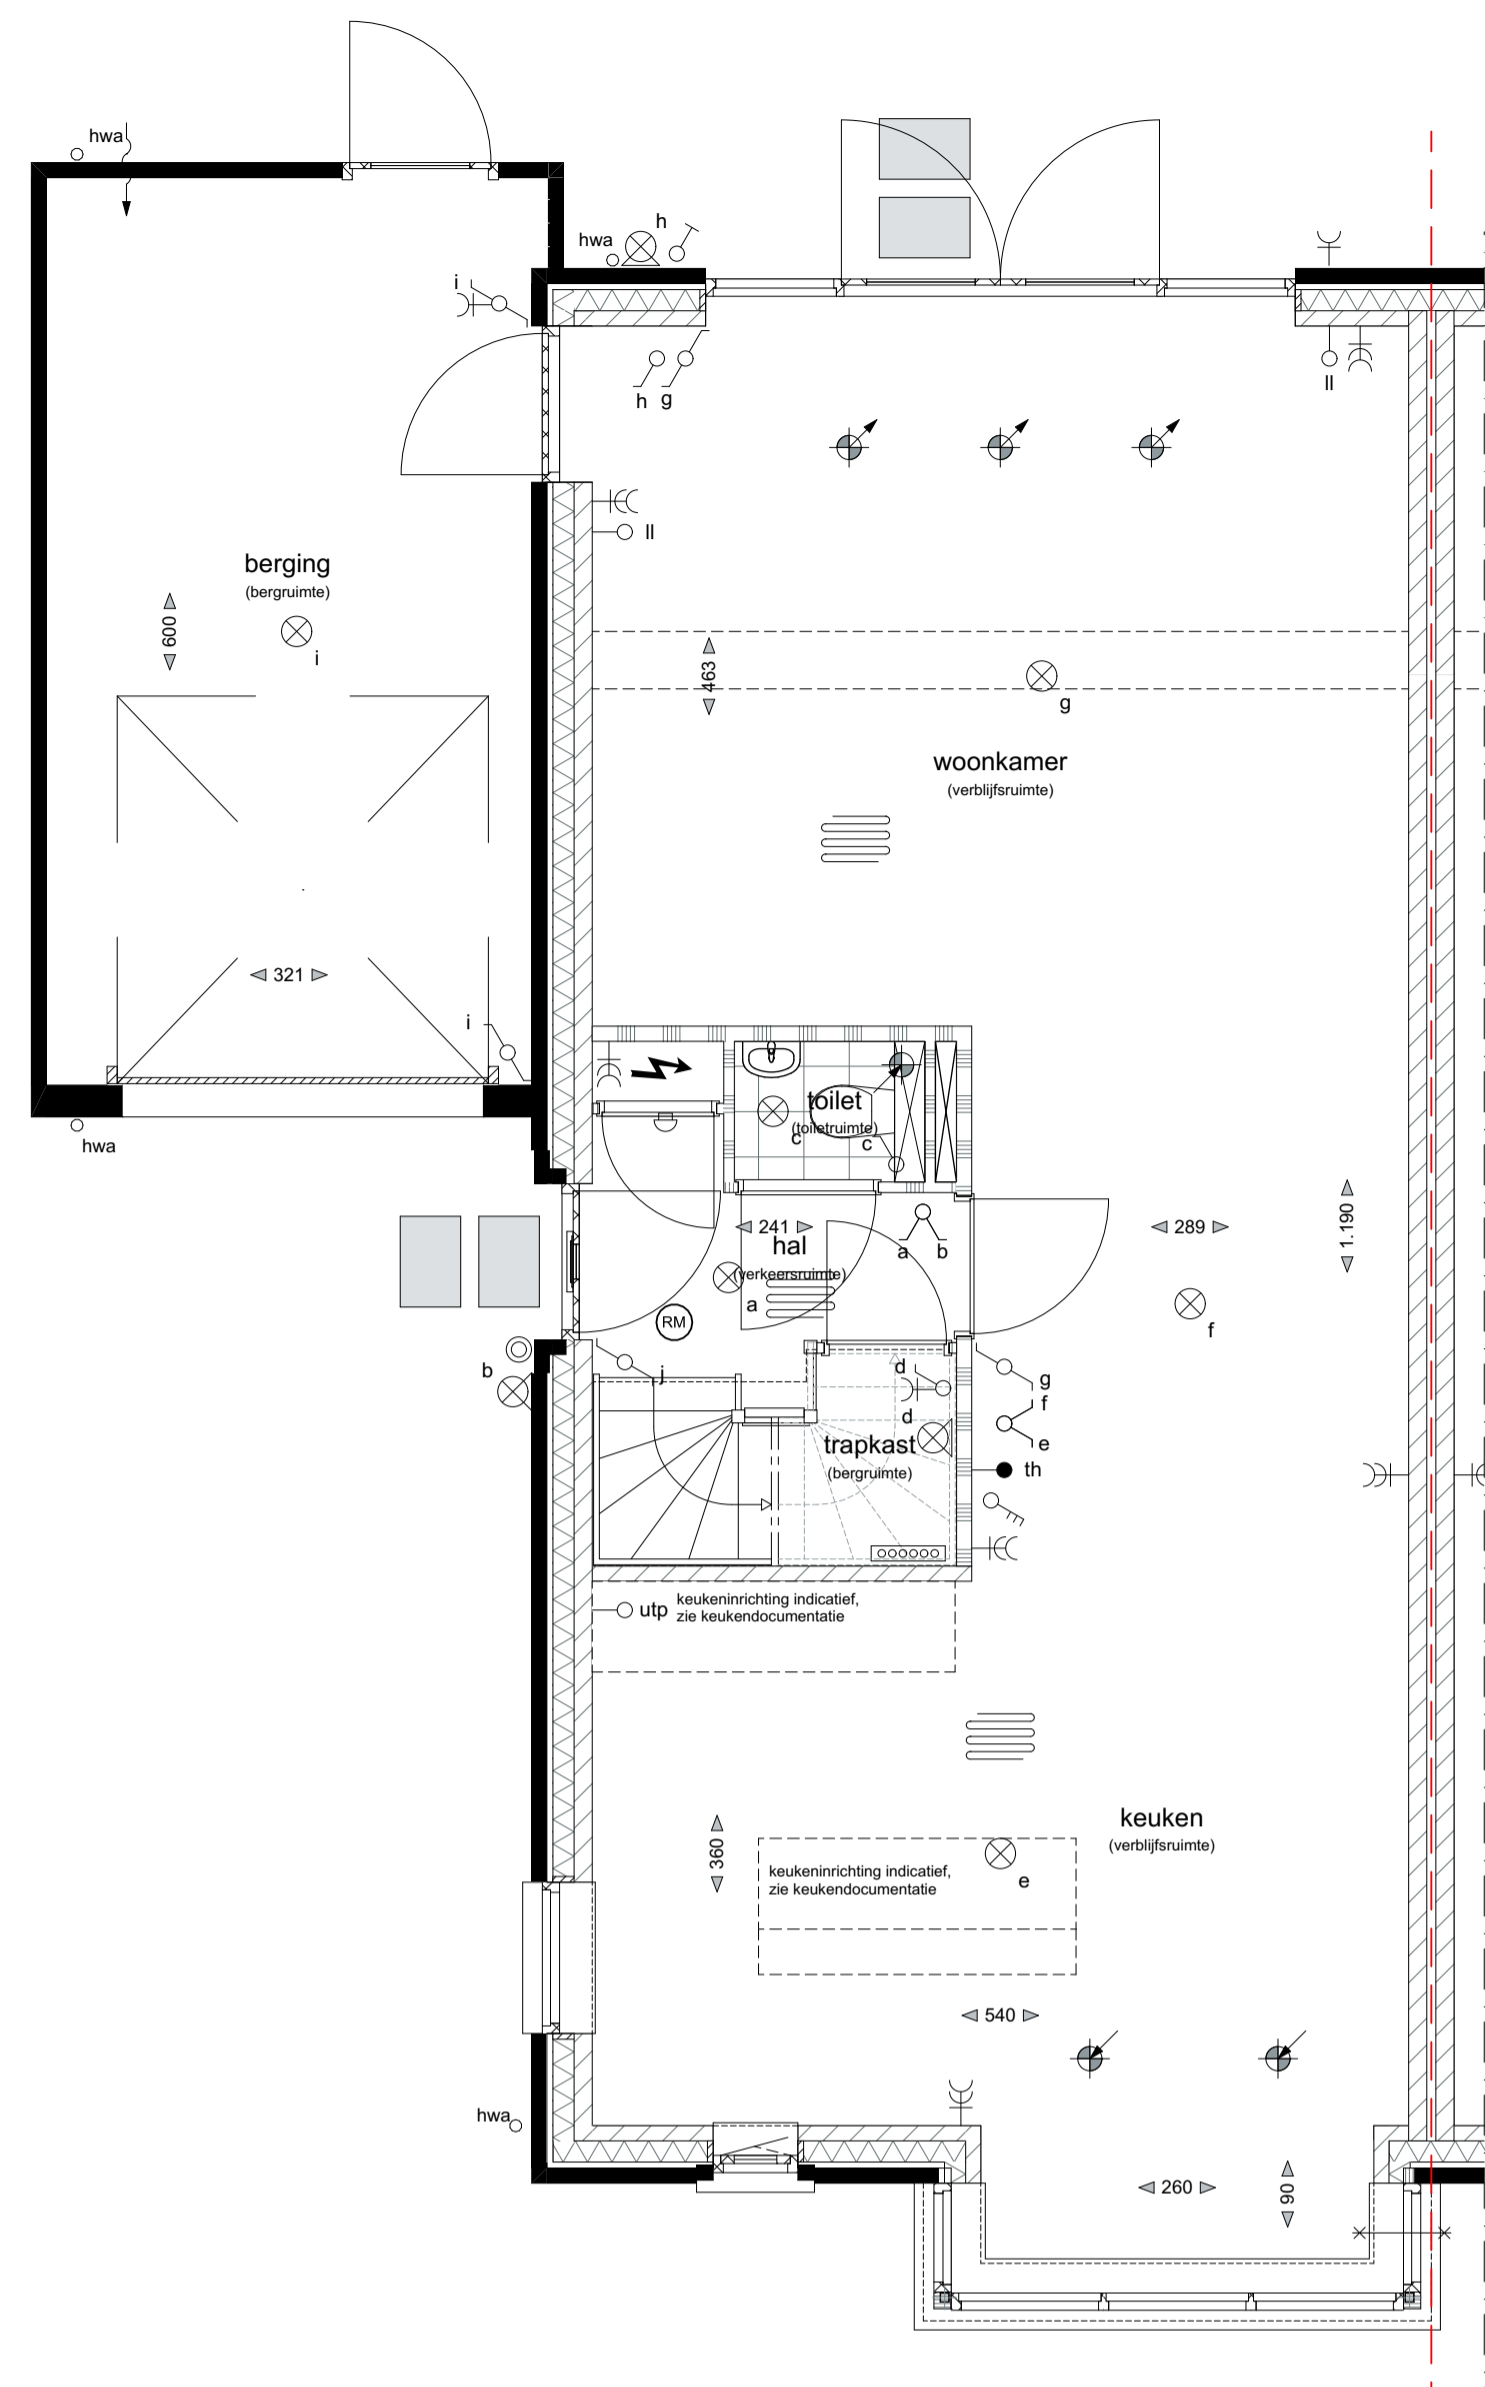 hwa
hwa
h
i
h
g
ll
ll
berging
(bergruimte)
600
i
463
g
woonkamer
(verblijfsruimte)
321
i
hwa
toilet
(toiletruimte)
c
c
241
hal
(verkeersruimte)
a
b
a
289
1.190
f
RM
b
j
d
d
g
f
e
trapkast
(bergruimte)
th
utp
keukeninrichting indicatief,
zie keukendocumentatie
keuken
(verblijfsruimte)
360
keukeninrichting indicatief,
zie keukendocumentatie
e
540
hwa
260
90